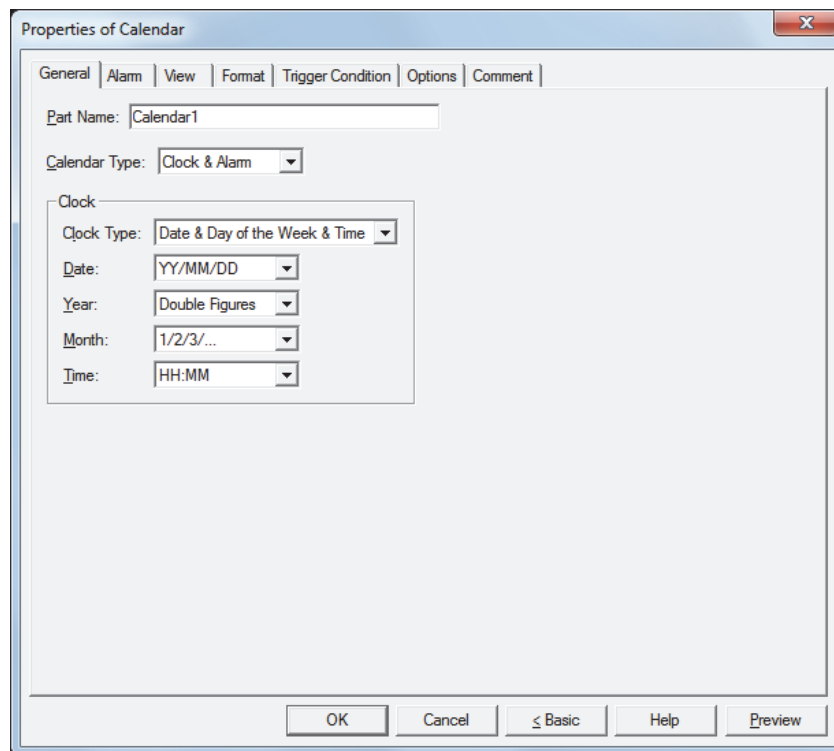 Properties of Calendar
General Alarm View Format Trigger Condition Options Comment
Part Name: Calendar1
Calendar Type: Clock & Alarm
Clock
Clock Type: Date & Day of the Week & Time
Date: YY/MM/DD
Year: Double Figures
Month: 1/2/3/...
Time: HH:MM
OK Cancel < Basic Help Preview